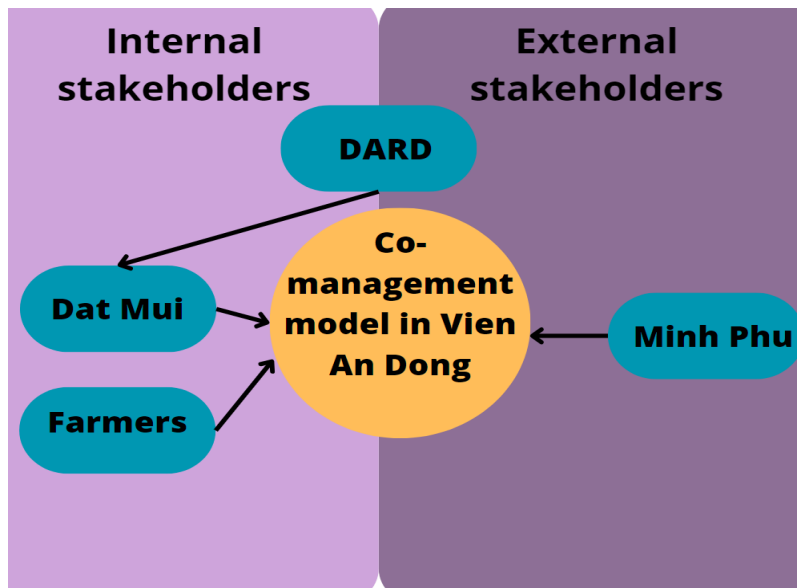 Internal
stakeholders
External
stakeholders
DARD
Co-
management
model in Vien
An Dong
Dat Mui
Minh Phu
Farmers